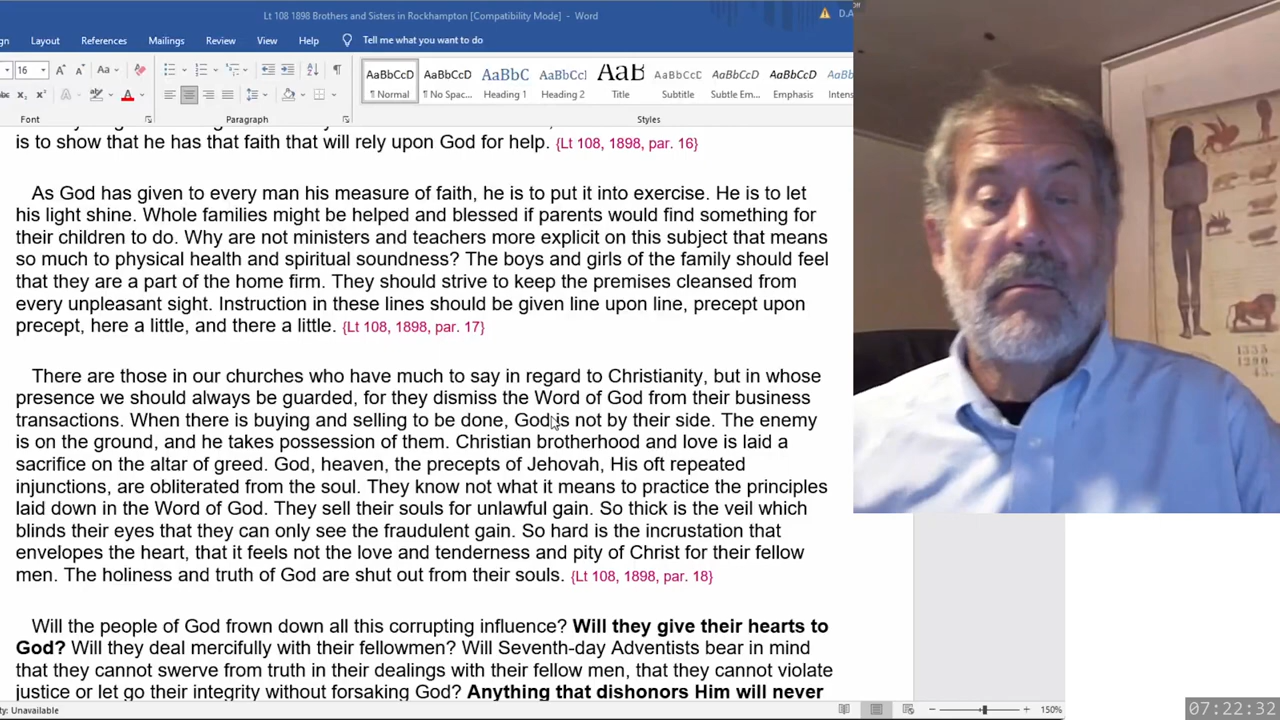 Lt 108 1898 Brothers and Sisters in Rockhampton [Compatibility Mode] - Word
D.A
Layout References Mailings Review View Help Tell me what you want to do
16 Aa
AaBbCcD AaBbCcD AaBbC AaBbCcI AaB AaBbCcD AaBbCcD AaBbCcD AaBb
¶ Normal ¶ No Spac... Heading 1 Heading 2 Title Subtitle Subtle Em... Emphasis Intens
Font Paragraph Styles
is to show that he has that faith that will rely upon God for help. {Lt 108, 1898, par. 16}
As God has given to every man his measure of faith, he is to put it into exercise. He is to let
his light shine. Whole families might be helped and blessed if parents would find something for
their children to do. Why are not ministers and teachers more explicit on this subject that means
so much to physical health and spiritual soundness? The boys and girls of the family should feel
that they are a part of the home firm. They should strive to keep the premises cleansed from
every unpleasant sight. Instruction in these lines should be given line upon line, precept upon
precept, here a little, and there a little. {Lt 108, 1898, par. 17}
There are those in our churches who have much to say in regard to Christianity, but in whose
presence we should always be guarded, for they dismiss the Word of God from their business
transactions. When there is buying and selling to be done, God is not by their side. The enemy
is on the ground, and he takes possession of them. Christian brotherhood and love is laid a
sacrifice on the altar of greed. God, heaven, the precepts of Jehovah, His oft repeated
injunctions, are obliterated from the soul. They know not what it means to practice the principles
laid down in the Word of God. They sell their souls for unlawful gain. So thick is the veil which
blinds their eyes that they can only see the fraudulent gain. So hard is the incrustation that
envelopes the heart, that it feels not the love and tenderness and pity of Christ for their fellow
men. The holiness and truth of God are shut out from their souls. {Lt 108, 1898, par. 18}
Will the people of God frown down all this corrupting influence? Will they give their hearts to
God? Will they deal mercifully with their fellowmen? Will Seventh-day Adventists bear in mind
that they cannot swerve from truth in their dealings with their fellow men, that they cannot violate
justice or let go their integrity without forsaking God? Anything that dishonors Him will never
ty: Unavailable
150%
07:22:32
1335